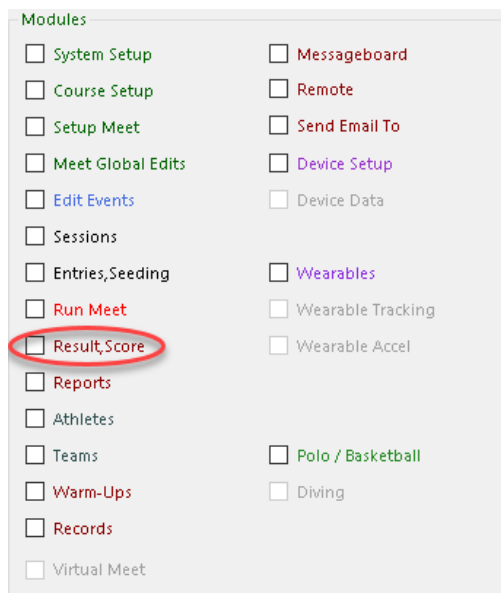 Modules
System Setup
Course Setup
Setup Meet
Meet Global Edits
Edit Events
Sessions
Entries,Seeding
Run Meet
Result,Score
Reports
Athletes
Teams
Warm-Ups
Records
Virtual Meet
Messageboard
Remote
Send Email To
Device Setup
Device Data
Wearables
Wearable Tracking
Wearable Accel
Polo / Basketball
Diving